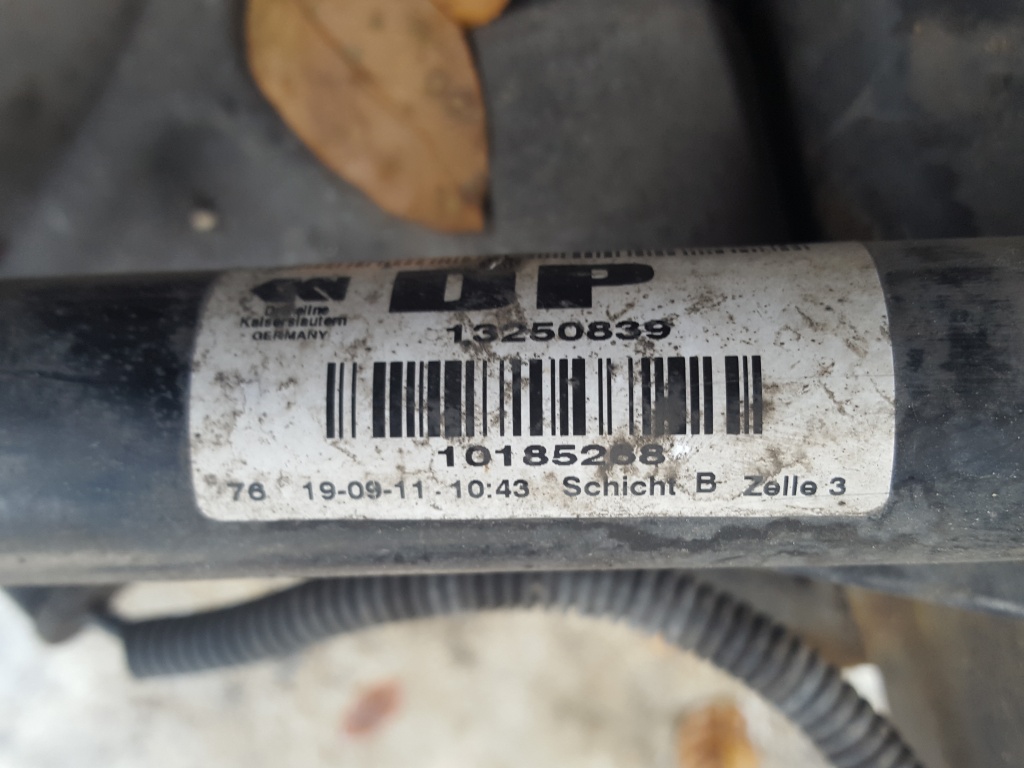 DP
Kaiserslautern
GERMANY
13250839
10185288
76 19-09-11 - 10:43 Schicht B Zelle 3